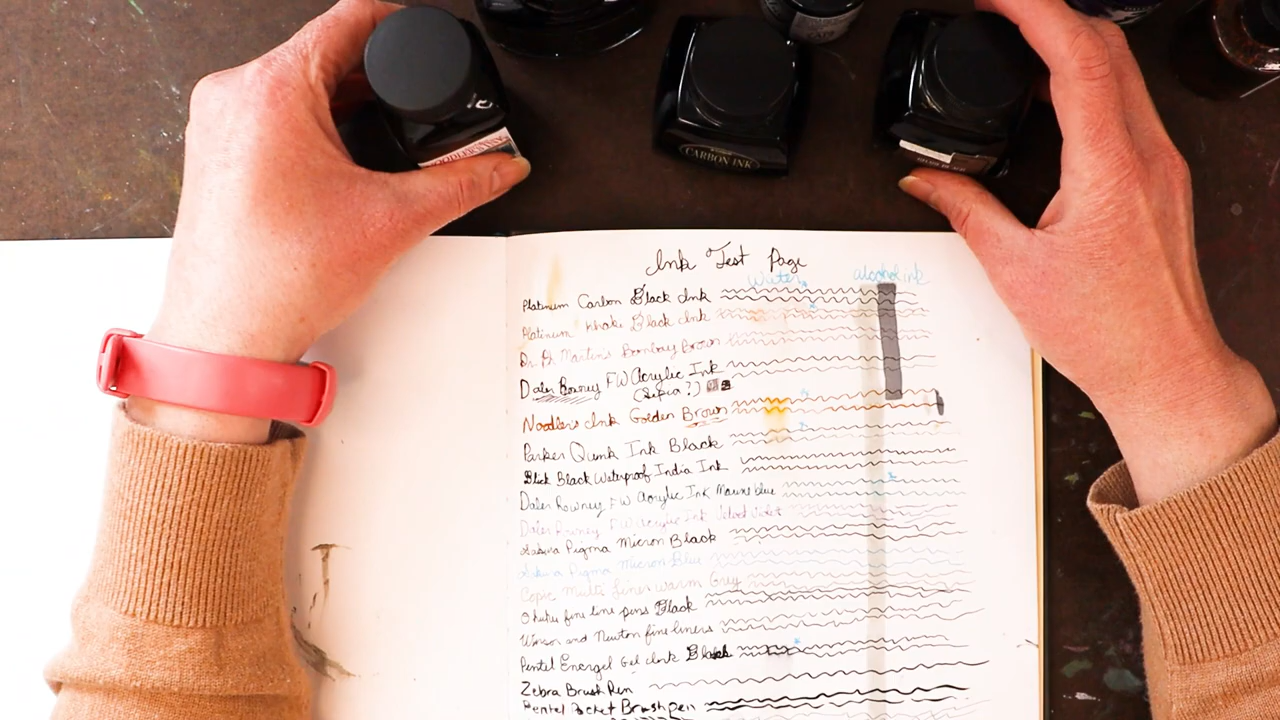 CARBON INK
Ink Test Page
Water
alcohol ink
Platinum Carbon Black Ink
Platinum Khaki Black Ink
Dr. Ph. Martin's Bombay Brown
Daler Rowney FW Acrylic Ink
(Sepia?)
Noodler's Ink Golden Brown
Parker Quink Ink Black
Blick Black Waterproof India Ink
Daler Rowney FW Acrylic Ink Marine blue
Daler Rowney FW Acrylic Ink Velvet Violet
Sakura Pigma Micron Black
Sakura Pigma Micron Blue
Copic Multi Liner warm Grey
Ohuhu fine line pens Black
Winsor and Newton fine liners
Pentel Energel Gel Ink Black
Zebra Brush Pen
Pentel Pocket Brush pen